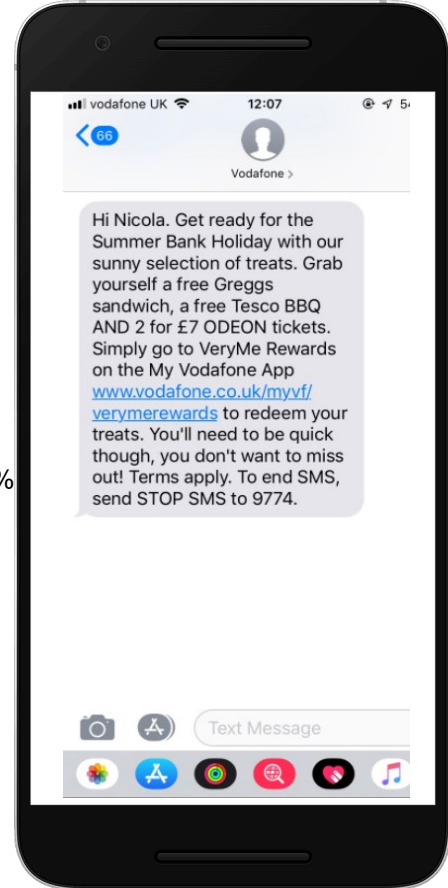 vodafone UK 12:07 54
66
Vodafone >
Hi Nicola. Get ready for the
Summer Bank Holiday with our
sunny selection of treats. Grab
yourself a free Greggs
sandwich, a free Tesco BBQ
AND 2 for £7 ODEON tickets.
Simply go to VeryMe Rewards
on the My Vodafone App
www.vodafone.co.uk/myvf/
verymerewards to redeem your
treats. You'll need to be quick
though, you don't want to miss
out! Terms apply. To end SMS,
send STOP SMS to 9774.
%
Text Message